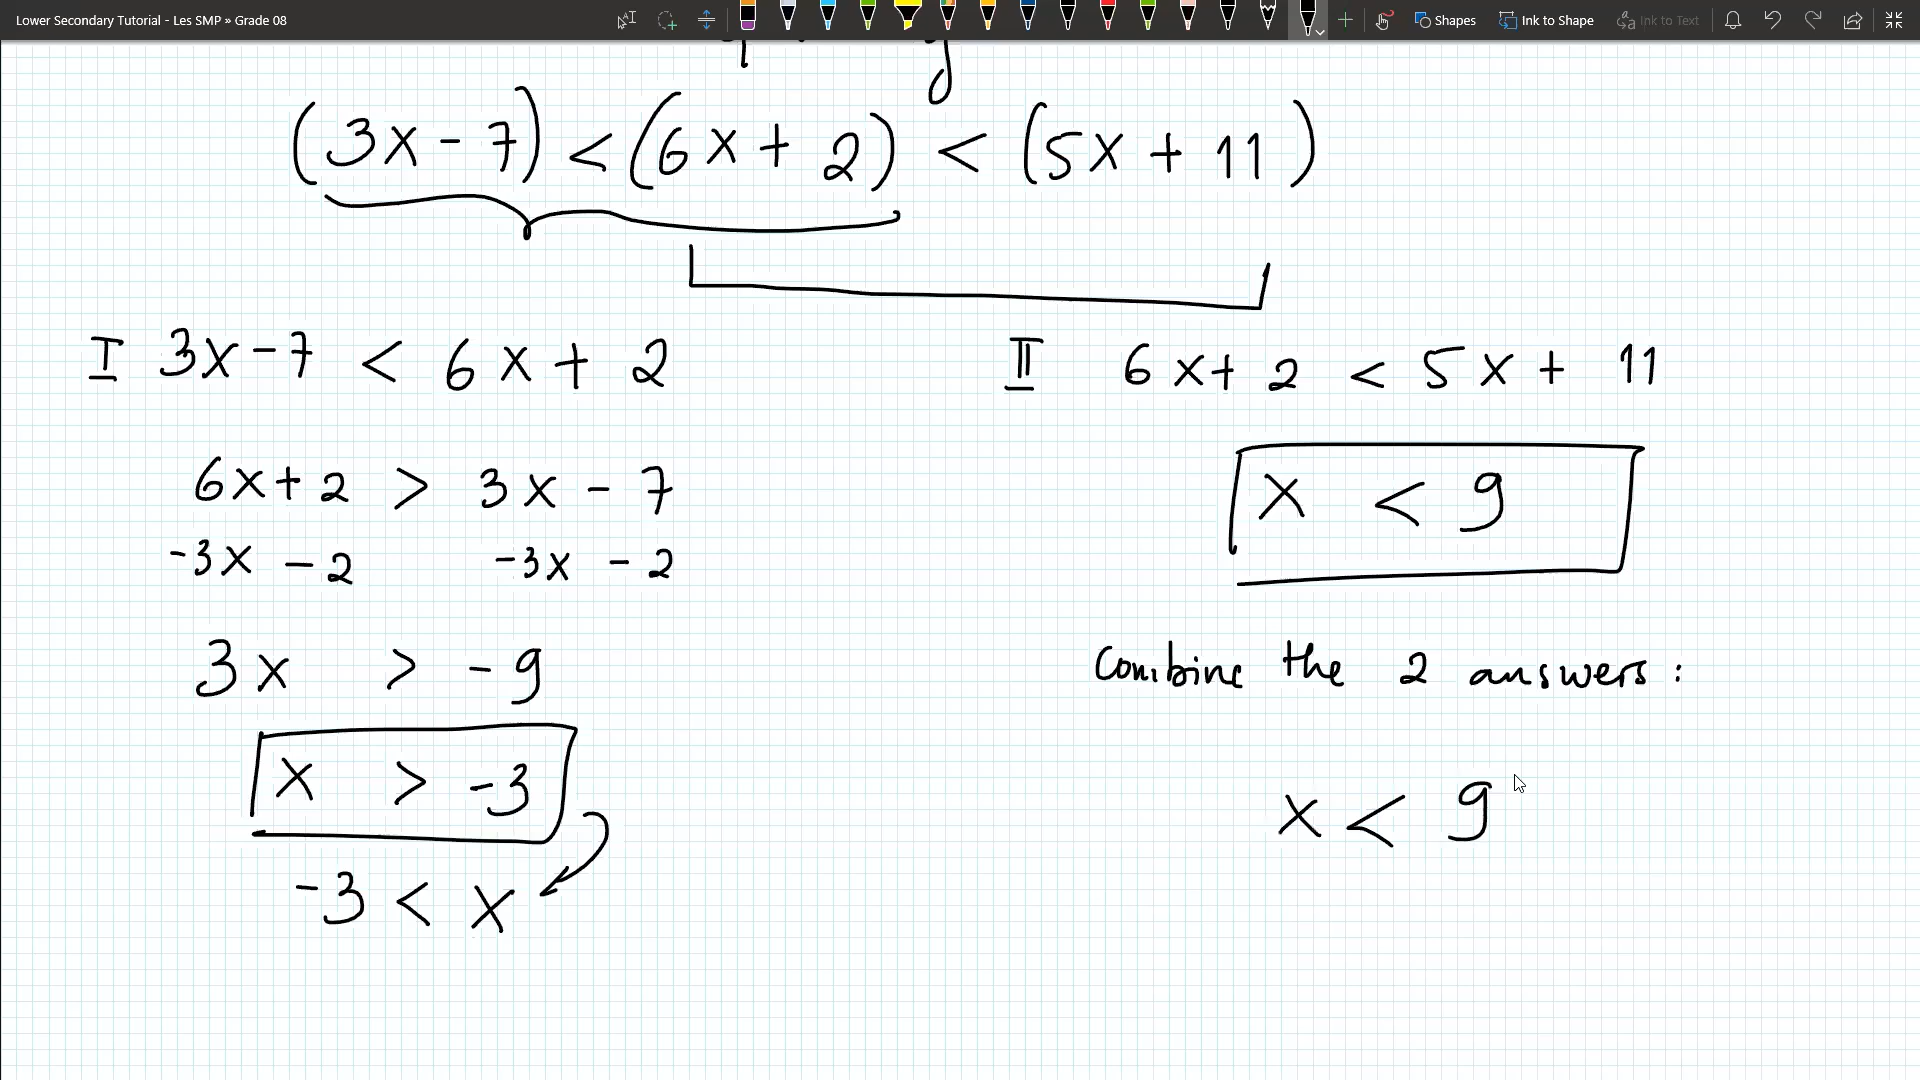 Lower Secondary Tutorial - Les SMP » Grade 08
Shapes
Ink to Shape
Ink to Text
(3x - 7) < (6x + 2) < (5x + 11)
I 3x - 7 < 6x + 2
II 6x + 2 < 5x + 11
6x + 2 > 3x - 7
-3x - 2 -3x - 2
3x > -9
x > -3
-3 < x
x < 9
Combine the 2 answers :
x < 9